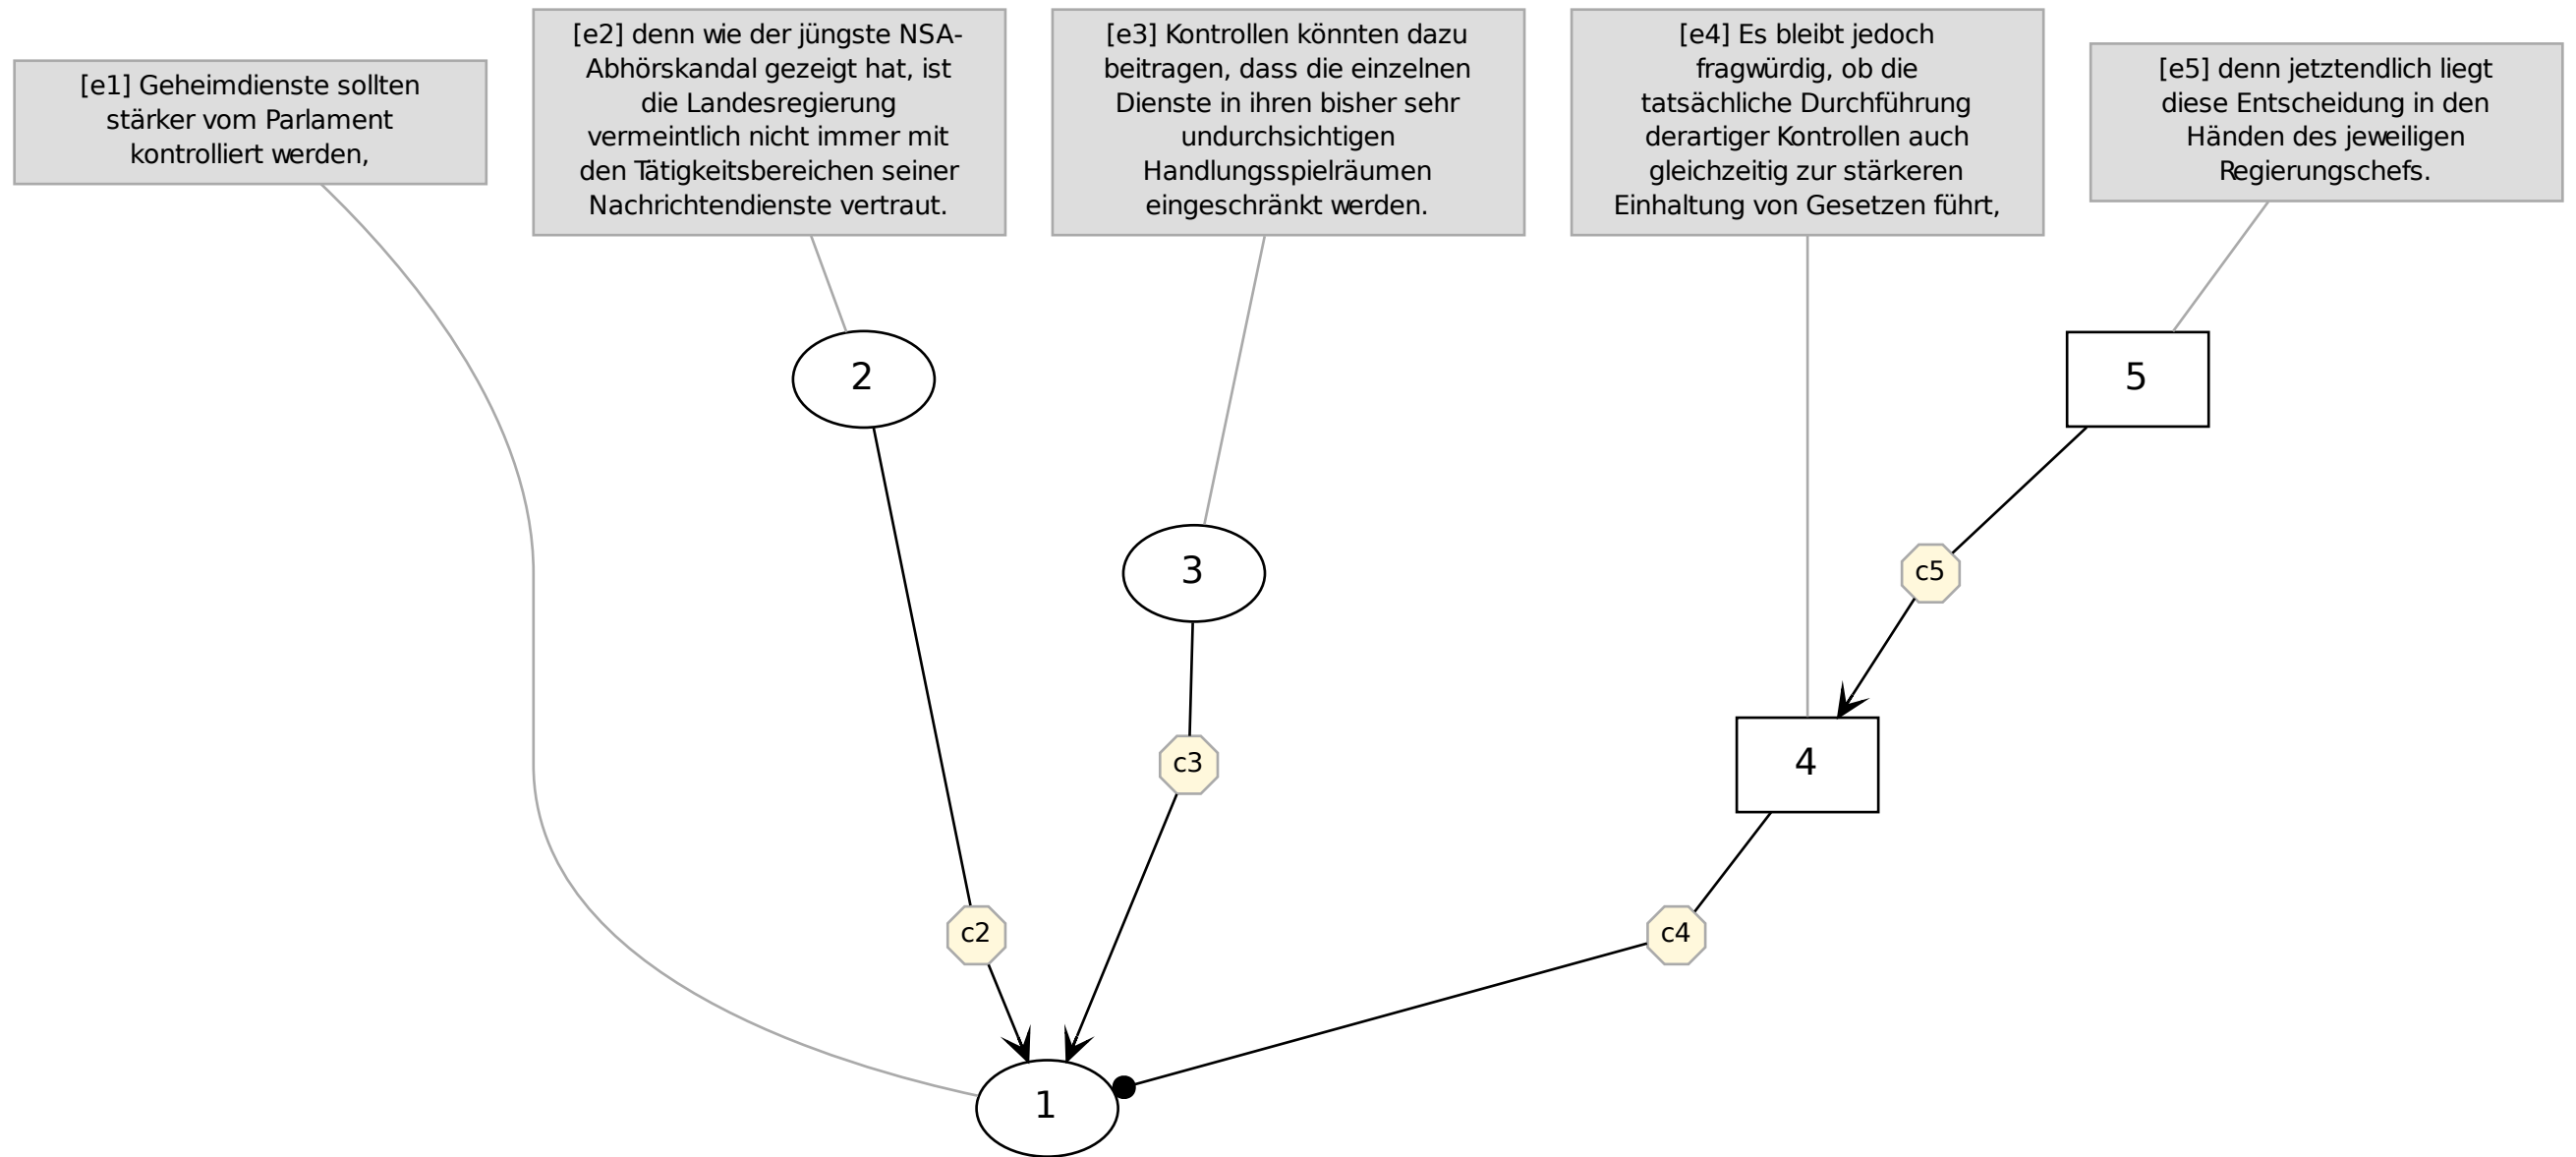 [e1] Geheimdienste sollten
stärker vom Parlament
kontrolliert werden,
[e2] denn wie der jüngste NSA-
Abhörskandal gezeigt hat, ist
die Landesregierung
vermeintlich nicht immer mit
den Tätigkeitsbereichen seiner
Nachrichtendienste vertraut.
[e3] Kontrollen könnten dazu
beitragen, dass die einzelnen
Dienste in ihren bisher sehr
undurchsichtigen
Handlungsspielräumen
eingeschränkt werden.
[e4] Es bleibt jedoch
fragwürdig, ob die
tatsächliche Durchführung
derartiger Kontrollen auch
gleichzeitig zur stärkeren
Einhaltung von Gesetzen führt,
[e5] denn jetztendlich liegt
diese Entscheidung in den
Händen des jeweiligen
Regierungschefs.
2
5
3
c5
c3
4
c2
c4
1